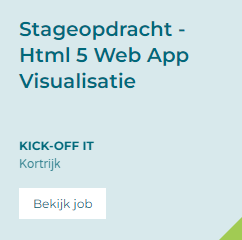 Stageopdracht -
Html 5 Web App
Visualisatie
KICK-OFF IT
Kortrijk
Bekijk job